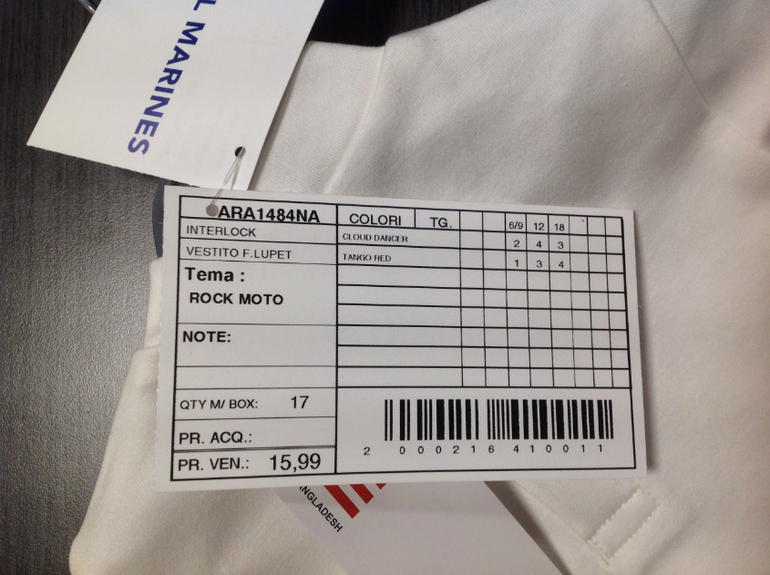 L MARINES
ARA1484NA COLORI TG. 6/9 12 18
INTERLOCK CLOUD DANCER 2 4 3
VESTITO F.LUPET TANGO RED 1 3 4
Tema :
ROCK MOTO
NOTE:
QTY M/ BOX: 17
PR. ACQ.:
PR. VEN.: 15,99
2 000216 410011
ANGLADESH